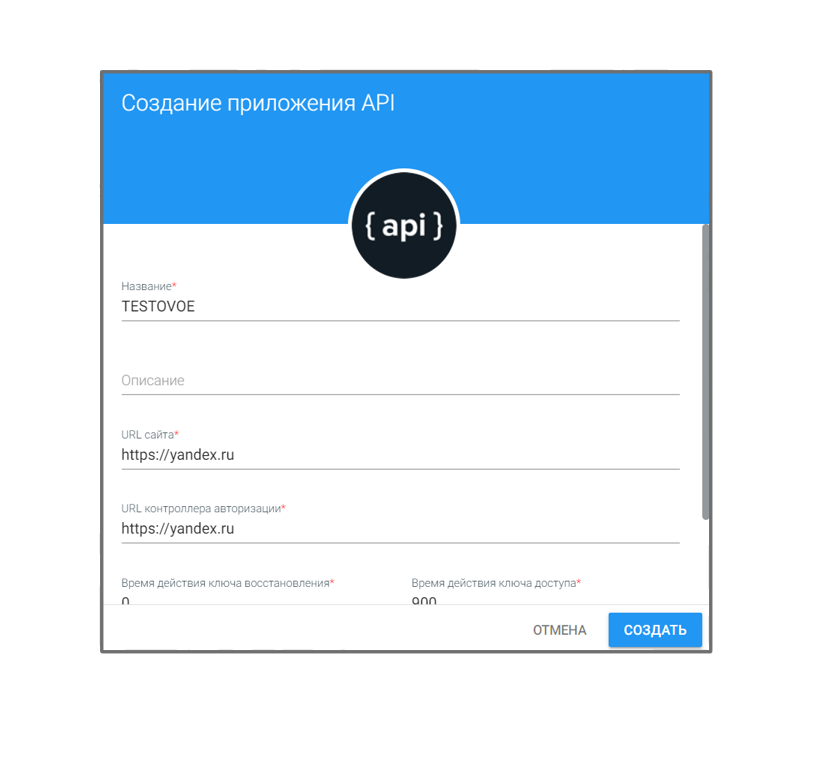 Создание приложения API
{ api }
Название*
TESTOVOE
Описание
URL сайта*
https://yandex.ru
URL контроллера авторизации*
https://yandex.ru
Время действия ключа восстановления* Время действия ключа доступа*
0 900
ОТМЕНА СОЗДАТЬ